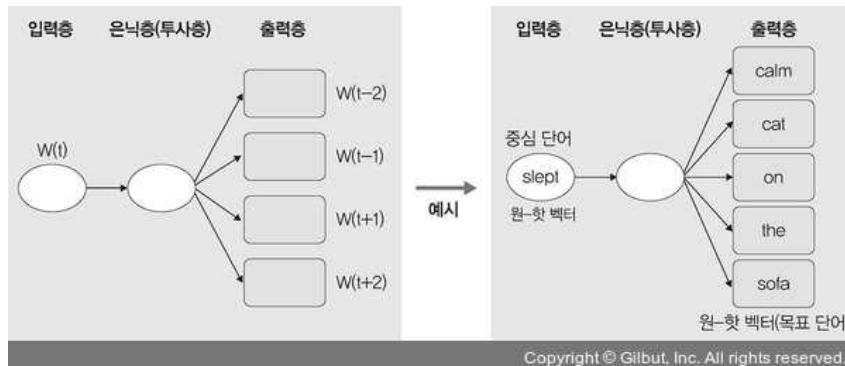 입력층 은닉층(투사층) 출력층
W(t)
W(t−2)
W(t−1)
W(t+1)
W(t+2)
예시
입력층 은닉층(투사층) 출력층
중심 단어
slept
원−핫 벡터
calm
cat
on
the
sofa
원−핫 벡터(목표 단어
Copyright © Gilbut, Inc. All rights reserved.